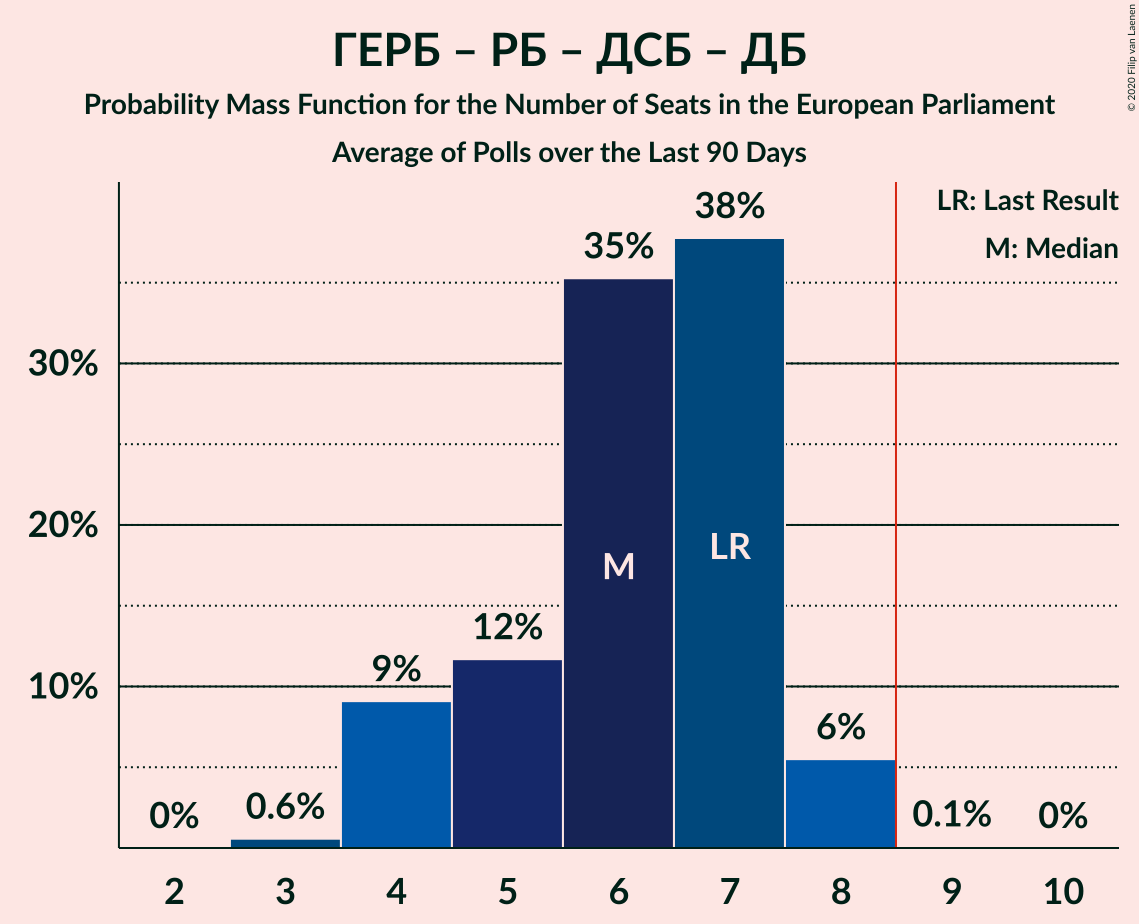 ГЕРБ – РБ – ДСБ – ДБ
Probability Mass Function for the Number of Seats in the European Parliament
Average of Polls over the Last 90 Days
© 2020 Filip van Laenen
LR: Last Result
M: Median
38%
35%
30%
20%
10%
LR
M
12%
9%
6%
0%
0.6%
0.1%
0%
2 3 4 5 6 7 8 9 10